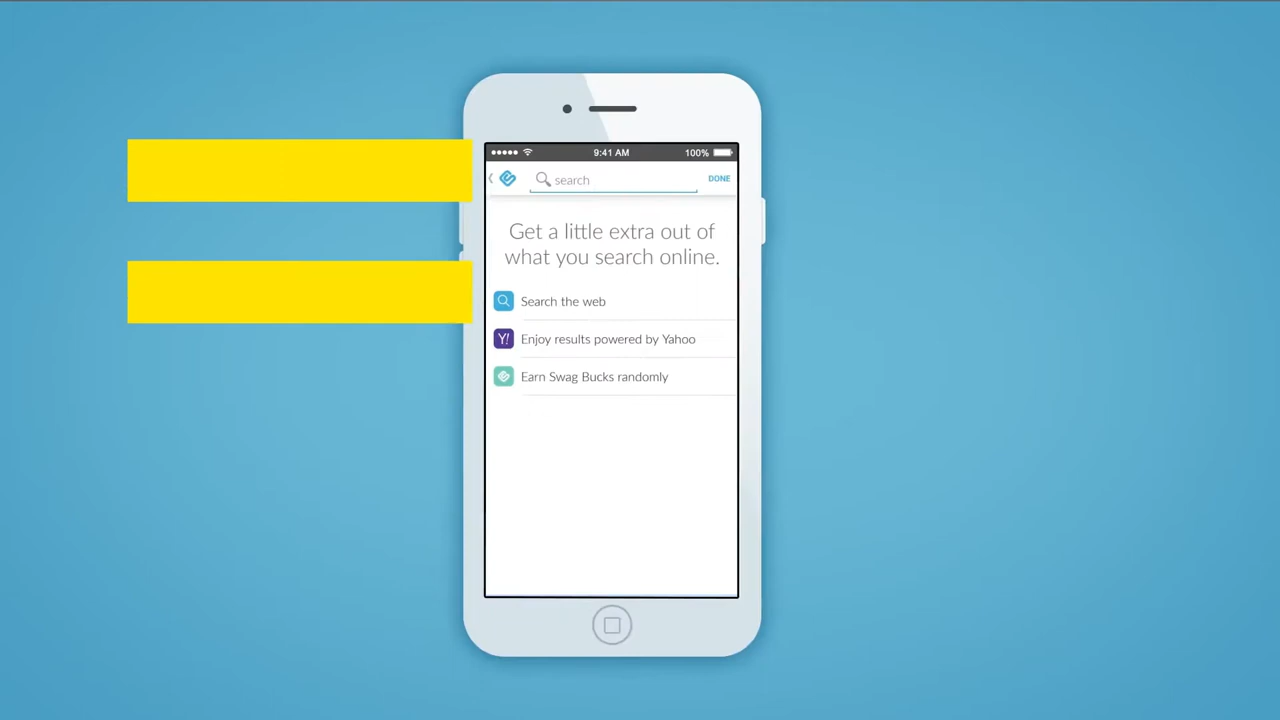 9:41 AM 100%
search DONE
Get a little extra out of
what you search online.
Search the web
Y! Enjoy results powered by Yahoo
Earn Swag Bucks randomly